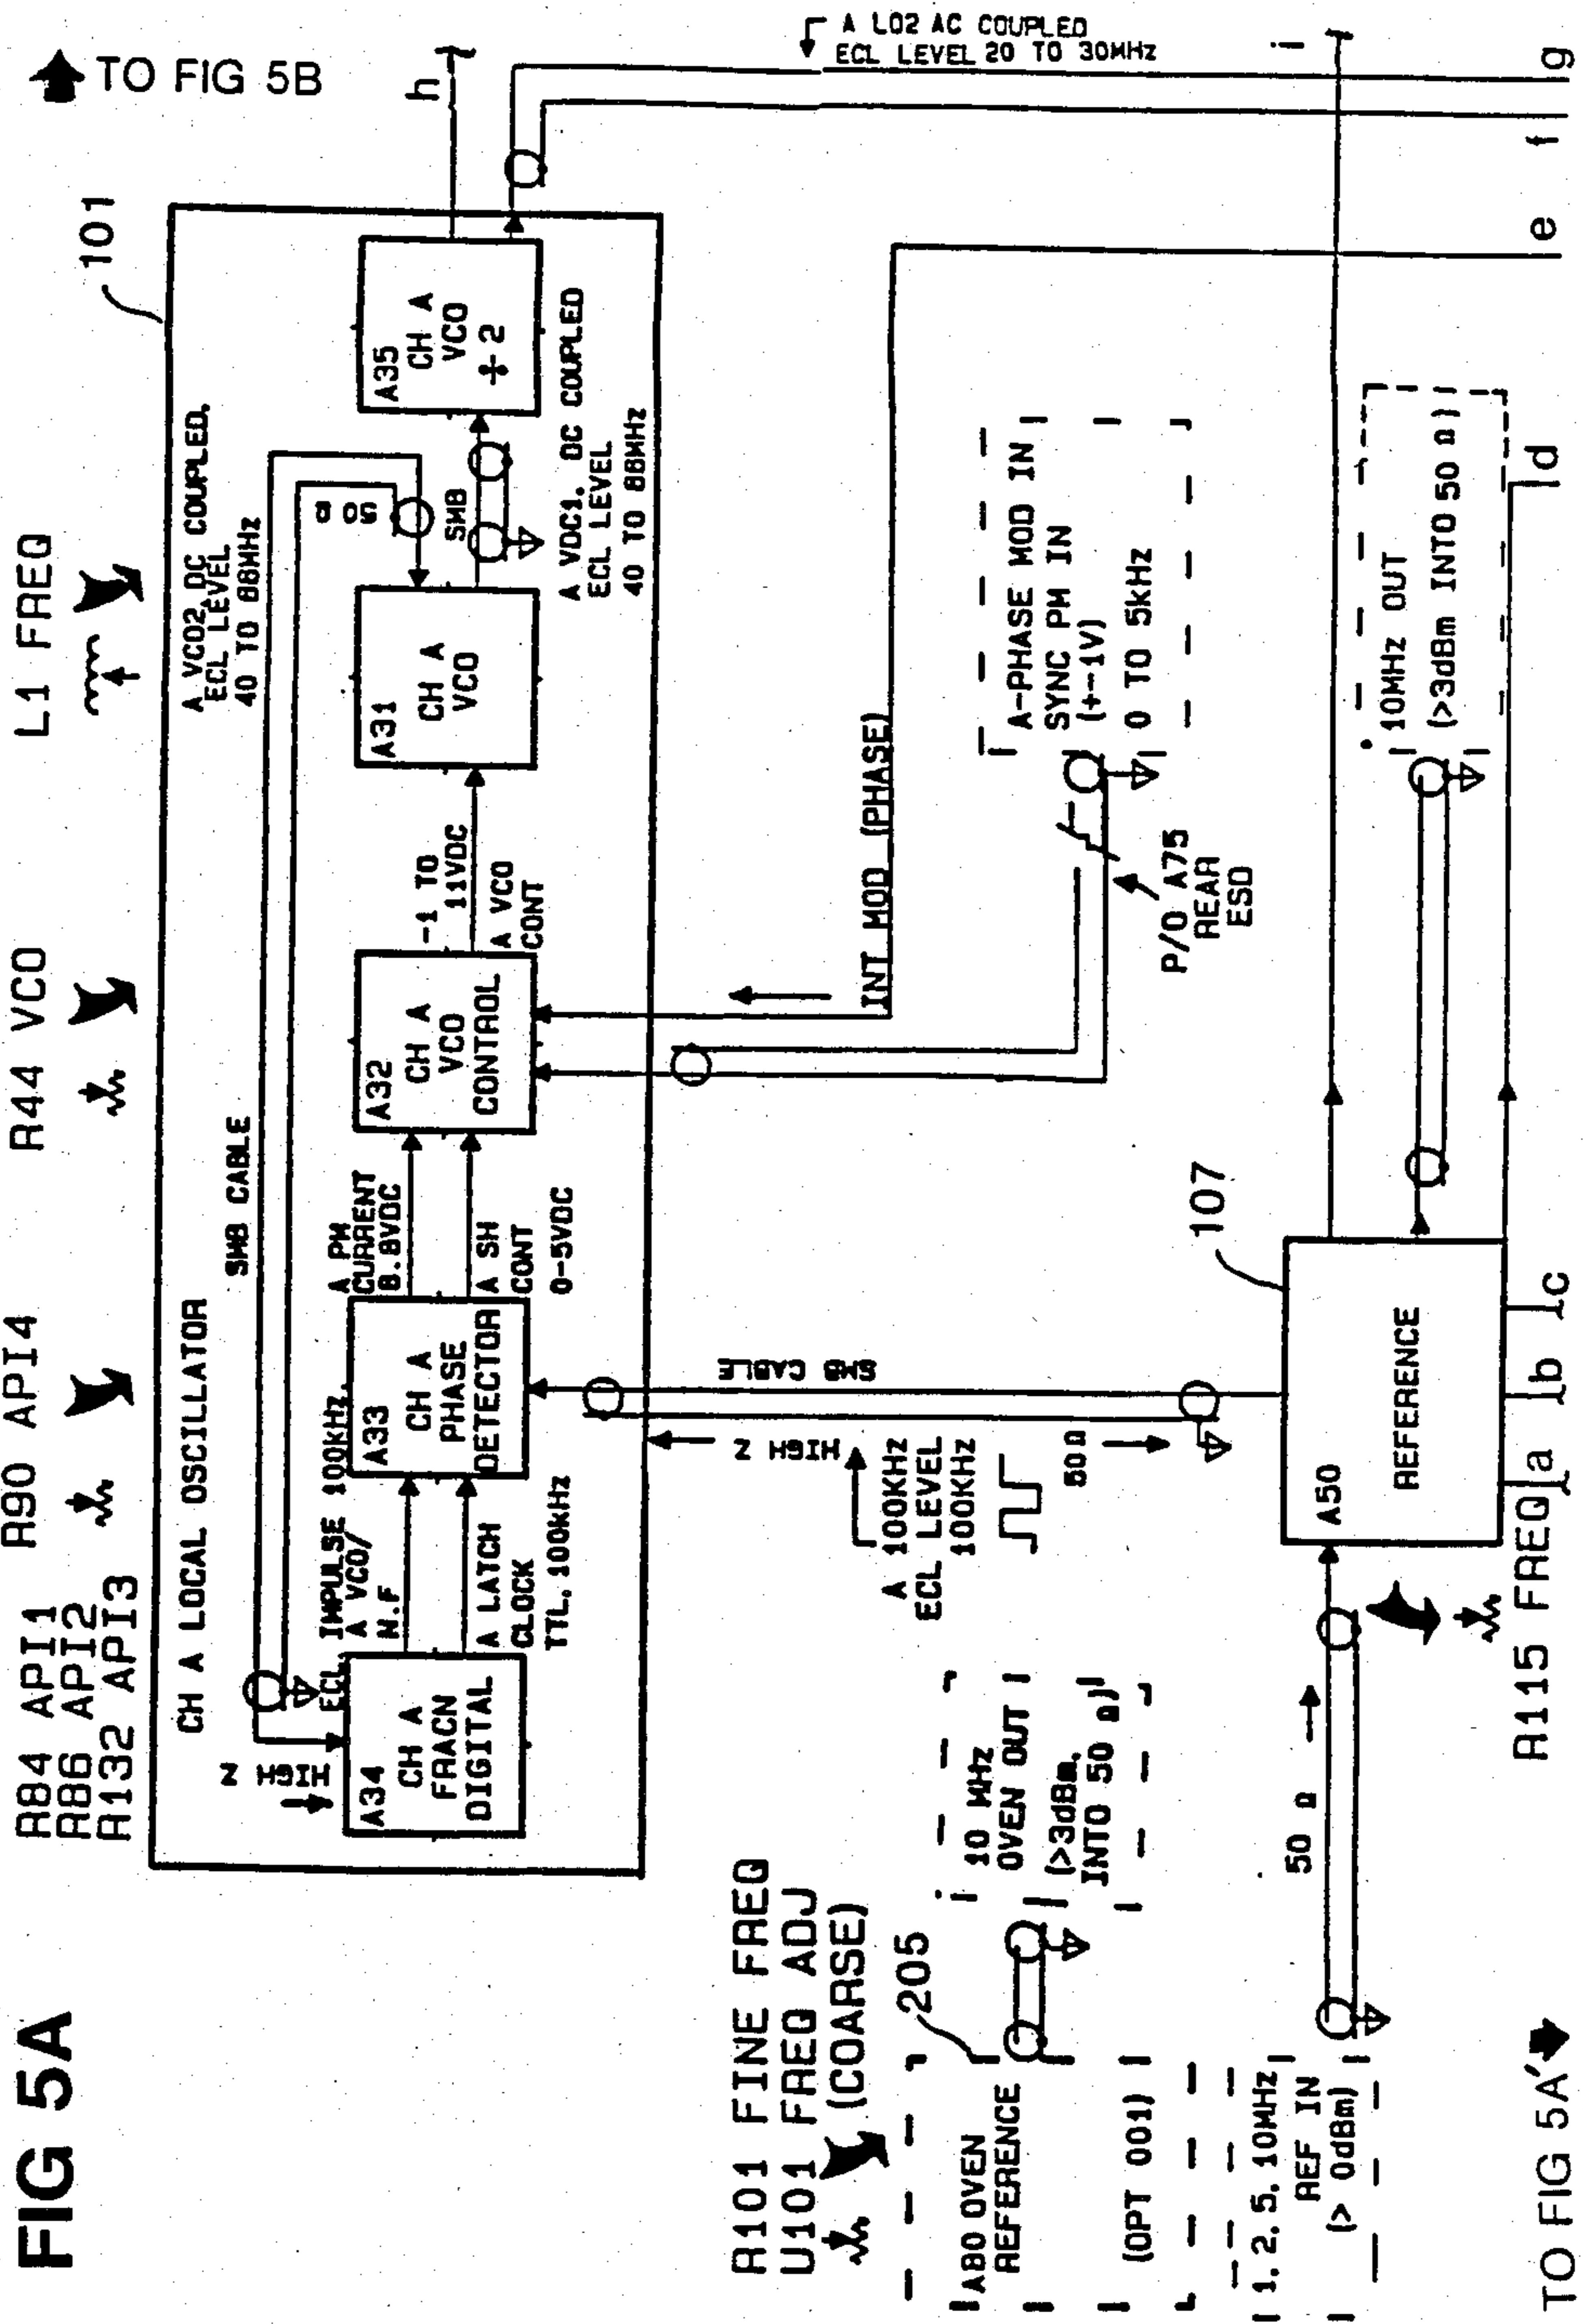 FIG 5A
R84 API1
R86 API2
R132 API3
R90 API4
R44 VCO
L1 FREQ
TO FIG 5B
101
CH A LOCAL OSCILLATOR
SMB CABLE
A VCO2, DC COUPLED,
ECL LEVEL
40 TO 88MHz
HIGH Z
A34
CH A
FRACN
DIGITAL
ECL IMPULSE 100kHz,
A VCO/
N.F
A LATCH
CLOCK
TTL, 100kHz
A33
CH A
PHASE
DETECTOR
A PM
CURRENT
8.8VDC
A SH
CONT
0-5VDC
A32
CH A
VCO
CONTROL
-1 TO
11VDC
A VCO
CONT
A31
CH A
VCO
50 Ω
SMB
A VDC1, DC COUPLED
ECL LEVEL
40 TO 88MHz
A35
CH A
VCO
÷ 2
h
A LO2 AC COUPLED
ECL LEVEL 20 TO 30MHz
R101 FINE FREQ
U101 FREQ ADJ
(COARSE)
205
A80 OVEN
REFERENCE
(OPT 001)
10 MHz
OVEN OUT
(>3dBm,
INTO 50 Ω)
HIGH Z
SMB CABLE
A 100KHz
ECL LEVEL
100KHz
50Ω
INT MOD (PHASE)
A-PHASE MOD IN
SYNC PM IN
(+-1V)
0 TO 5kHz
P/O A75
REAR
ESD
1, 2, 5, 10MHz
REF IN
(> 0dBm)
50 Ω
107
A50
REFERENCE
10MHz OUT
(>3dBm INTO 50 Ω)
i
R115 FREQ
a
b
c
d
e
f
g
TO FIG 5A'